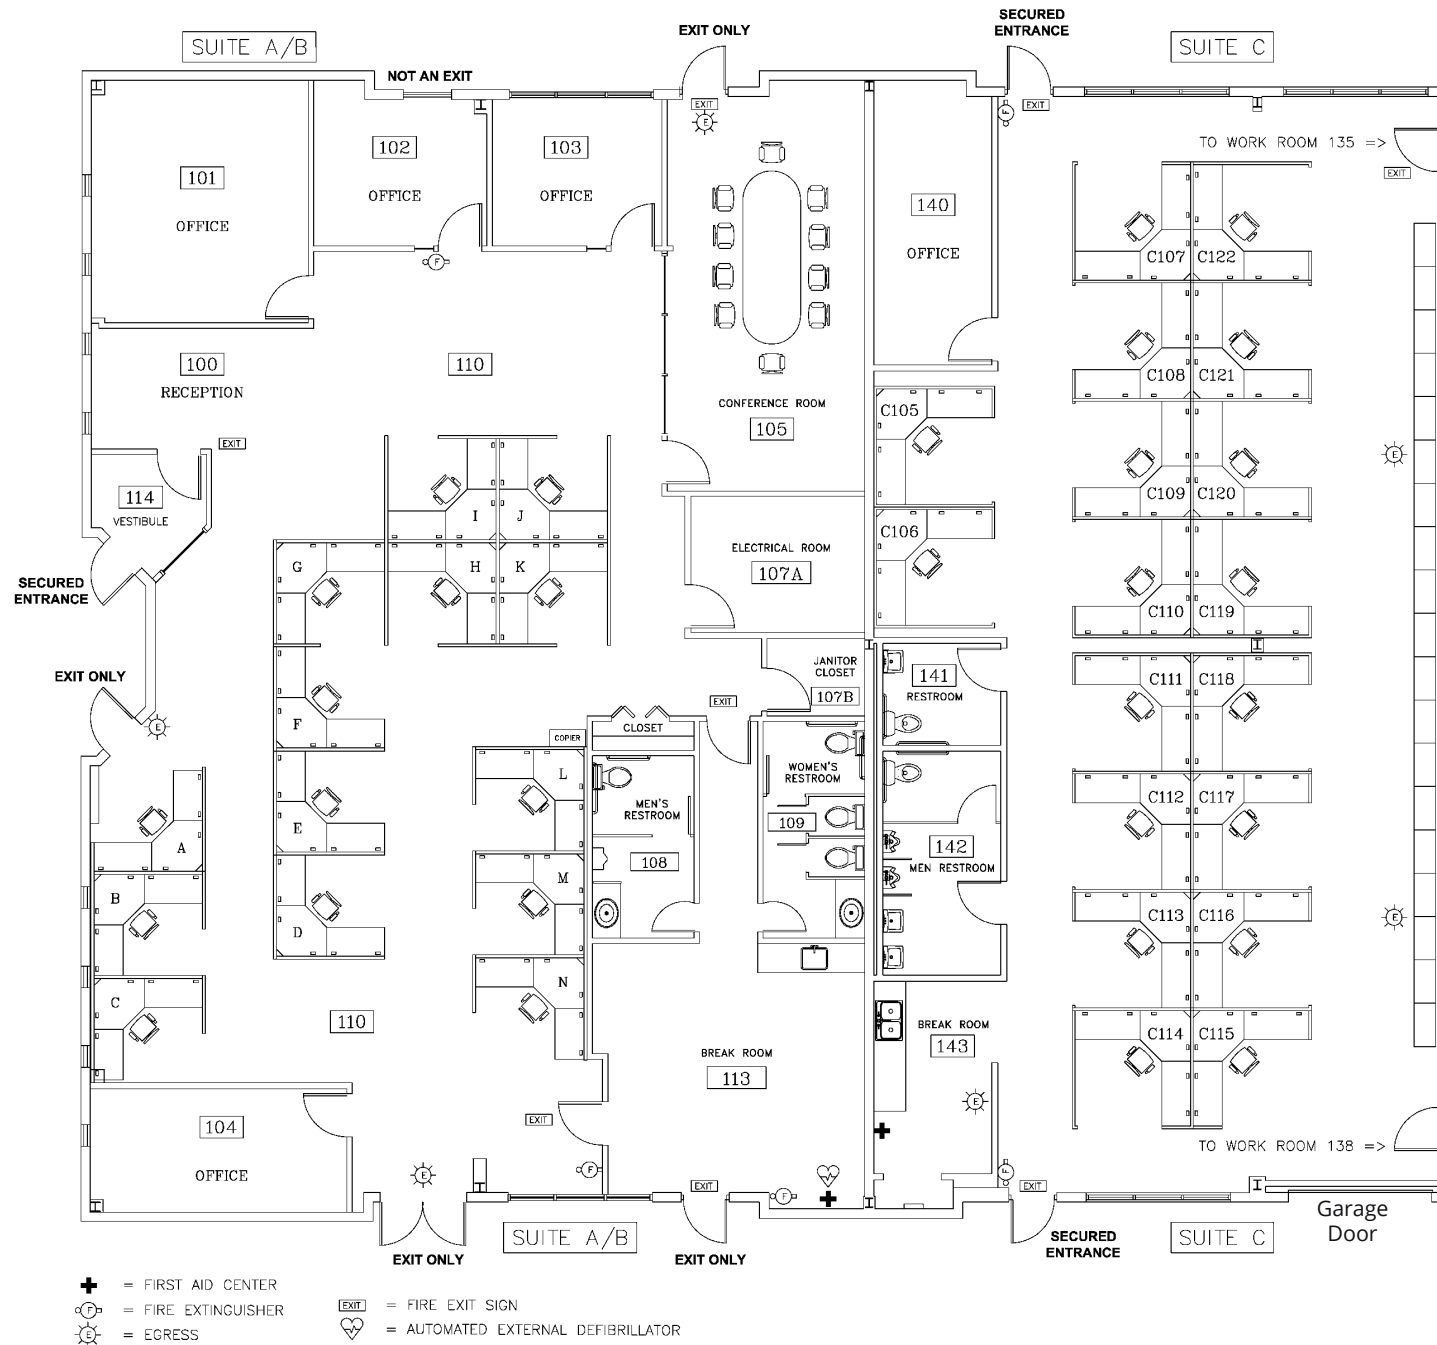 SUITE A/B
EXIT ONLY
SECURED
ENTRANCE
SUITE C
NOT AN EXIT
EXIT
E
F
EXIT
TO WORK ROOM 135 =>
EXIT
101
OFFICE
102
OFFICE
103
OFFICE
140
OFFICE
F
C107
C122
C108
C121
100
RECEPTION
110
CONFERENCE ROOM
105
C105
EXIT
E
114
VESTIBULE
I
J
C109
C120
C106
ELECTRICAL ROOM
107A
G
H
K
SECURED
ENTRANCE
C110
C119
EXIT ONLY
E
JANITOR
CLOSET
107B
141
RESTROOM
C111
C118
EXIT
F
CLOSET
COPIER
L
WOMEN'S
RESTROOM
MEN'S
RESTROOM
C112
C117
109
E
A
108
142
MEN RESTROOM
M
B
D
C113
C116
E
N
C
110
BREAK ROOM
113
BREAK ROOM
143
C114
C115
E
104
OFFICE
EXIT
TO WORK ROOM 138 =>
E
F
EXIT
F
F
EXIT
EXIT ONLY
SUITE A/B
EXIT ONLY
SECURED
ENTRANCE
SUITE C
Garage
Door
= FIRST AID CENTER
F = FIRE EXTINGUISHER
E = EGRESS
EXIT = FIRE EXIT SIGN
= AUTOMATED EXTERNAL DEFIBRILLATOR